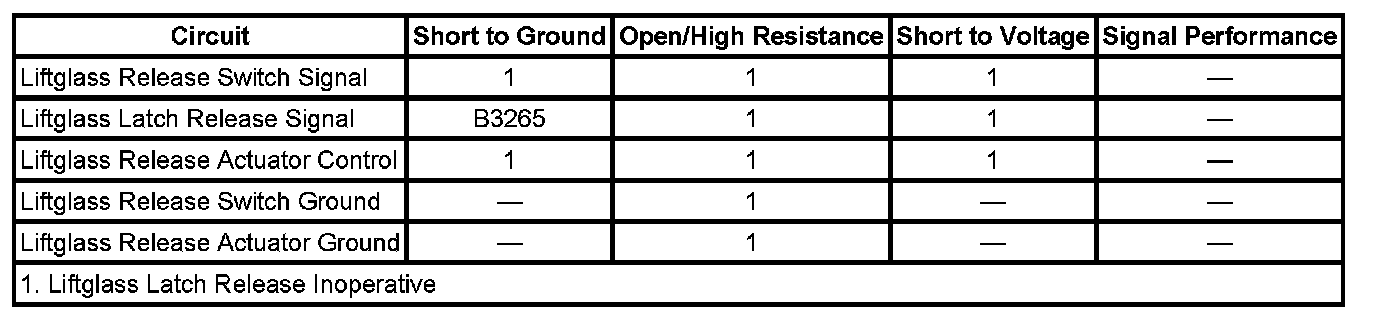 Circuit Short to Ground Open/High Resistance Short to Voltage Signal Performance
Liftglass Release Switch Signal 1 1 1 —
Liftglass Latch Release Signal B3265 1 1 —
Liftglass Release Actuator Control 1 1 1 —
Liftglass Release Switch Ground — 1 — —
Liftglass Release Actuator Ground — 1 — —
1. Liftglass Latch Release Inoperative